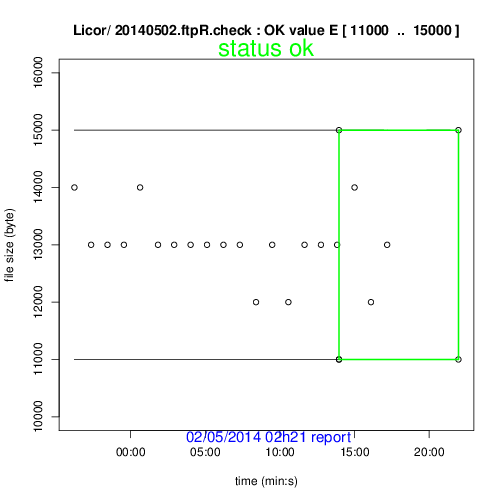 Licor/ 20140502.ftpR.check : OK value E [ 11000 .. 15000 ]
status ok
16000
15000
14000
13000
12000
11000
10000
file size (byte)
02/05/2014 02h21 report
00:00 05:00 10:00 15:00 20:00
time (min:s)